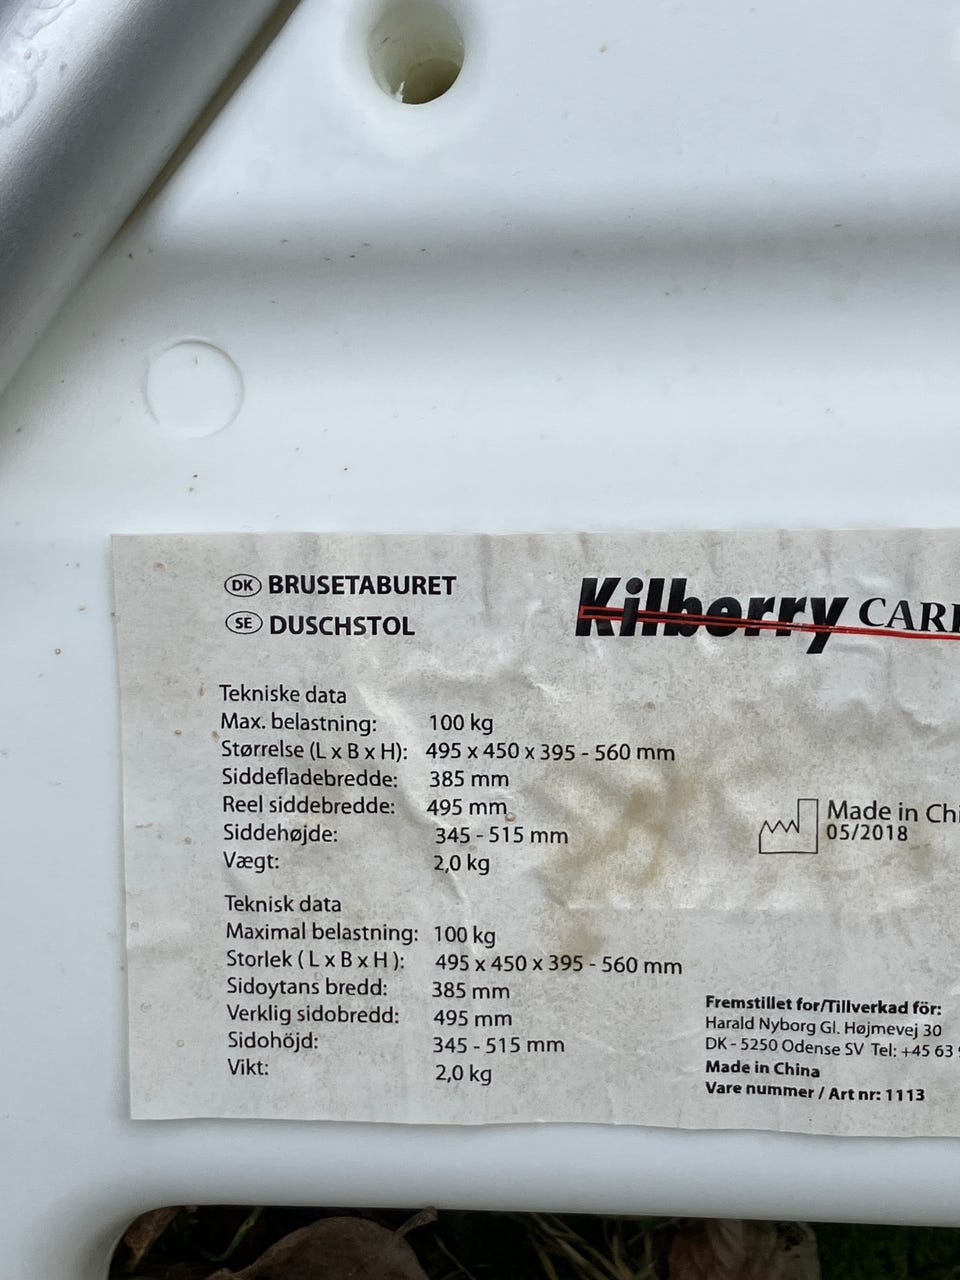 DK BRUSETABURET
SE DUSCHSTOL
Kilberry
Tekniske data
Max. belastning: 100 kg
Størrelse (L x B x H): 495 x 450 x 395 - 560 mm
Siddefladebredde: 385 mm
Reel siddebredde: 495 mm
Siddehøjde: 345 - 515 mm
Vægt: 2,0 kg
Made in
05/2018
Teknisk data
Maximal belastning: 100 kg
Storlek ( L x B x H ): 495 x 450 x 395 - 560 mm
Sidoytans bredd: 385 mm
Verklig sidobredd: 495 mm
Sidohöjd: 345 - 515 mm
Vikt: 2,0 kg
Fremstillet for/Tillverkad för:
Harald Nyborg Gl. Højmevej 30
DK - 5250 Odense SV Tel: +45 63
Made in China
Vare nummer / Art nr: 1113